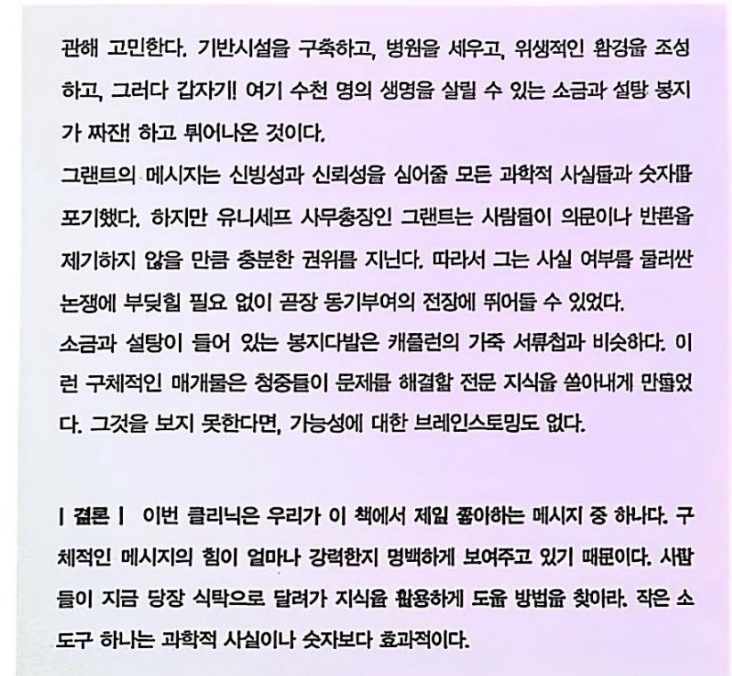 관해 고민한다. 기반시설을 구축하고, 병원을 세우고, 위생적인 환경을 조성
하고, 그러다 갑자기! 여기 수천 명의 생명을 살릴 수 있는 소금과 설탕 봉지
가 짜잔! 하고 튀어나온 것이다.
그랜트의 메시지는 신빙성과 신뢰성을 심어줄 모든 과학적 사실들과 숫자를
포기했다. 하지만 유니세프 사무총장인 그랜트는 사람들이 의문이나 반론을
제기하지 않을 만큼 충분한 권위를 지닌다. 따라서 그는 사실 여부를 둘러싼
논쟁에 부딪힐 필요 없이 곧장 동기부여의 전장에 뛰어들 수 있었다.
소금과 설탕이 들어 있는 봉지다발은 캐플런의 가죽 서류첩과 비슷하다. 이
런 구체적인 매개물은 청중들이 문제를 해결할 전문 지식을 쏟아내게 만들었
다. 그것을 보지 못한다면, 가능성에 대한 브레인스토밍도 없다.
| 결론 | 이번 클리닉은 우리가 이 책에서 제일 좋아하는 메시지 중 하나다. 구
체적인 메시지의 힘이 얼마나 강력한지 명백하게 보여주고 있기 때문이다. 사람
들이 지금 당장 식탁으로 달려가 지식을 활용하게 도울 방법을 찾아라. 작은 소
도구 하나는 과학적 사실이나 숫자보다 효과적이다.